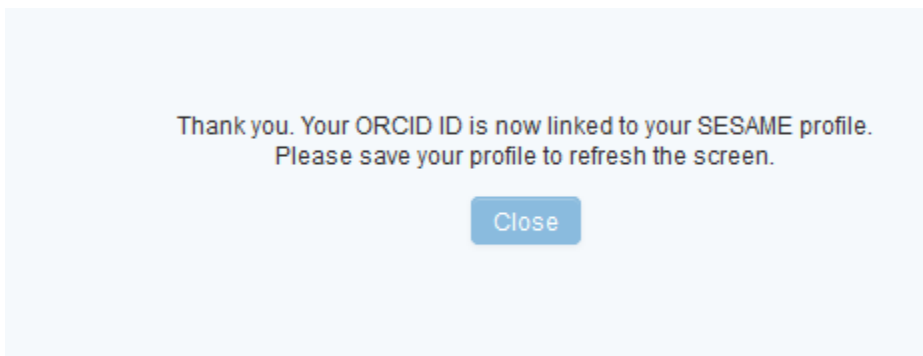 Thank you. Your ORCID ID is now linked to your SESAME profile.
Please save your profile to refresh the screen.
Close